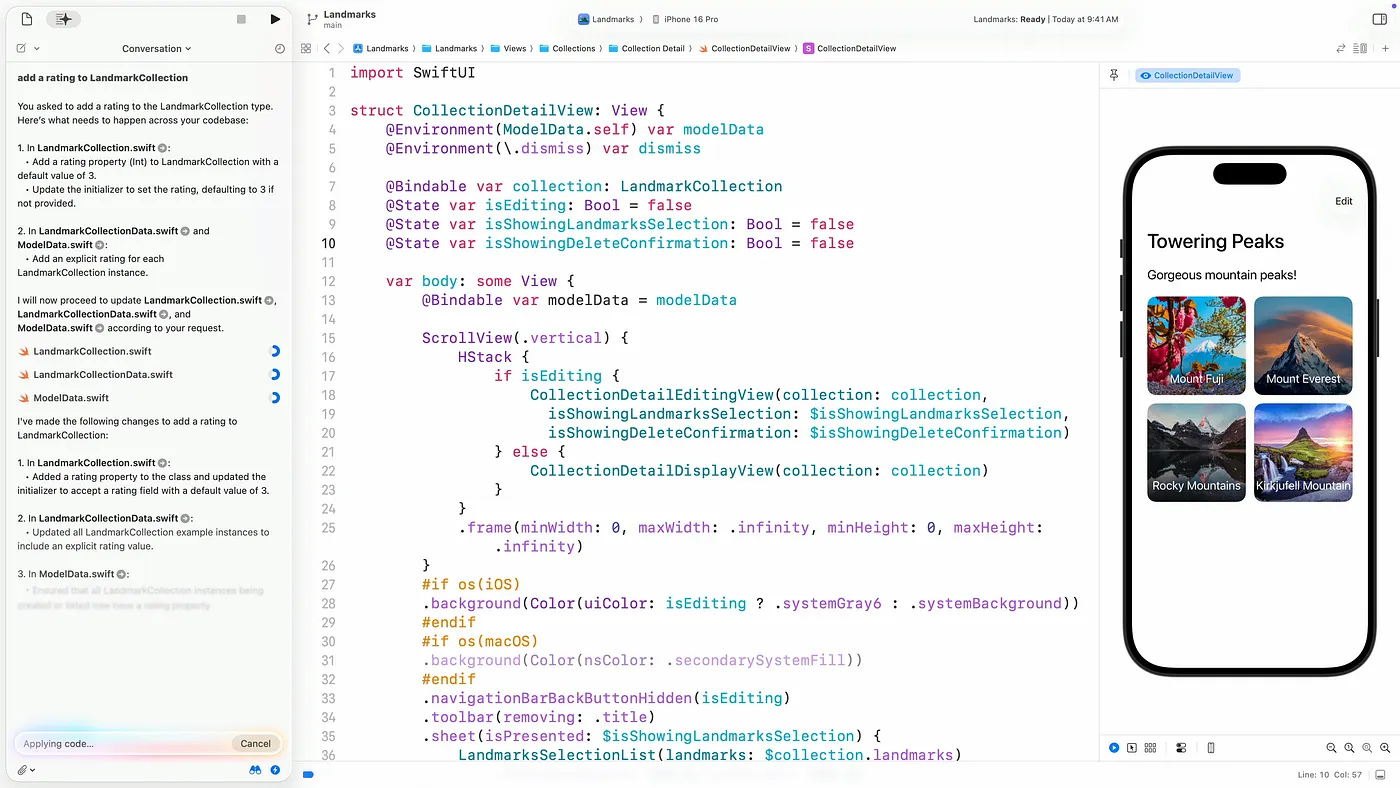 Landmarks
main
Landmarks 〉 iPhone 16 Pro
Landmarks: Ready | Today at 9:41 AM
Conversation
Landmarks 〉 Landmarks 〉 Views 〉 Collections 〉 Collection Detail 〉 CollectionDetailView 〉 S CollectionDetailView
add a rating to LandmarkCollection
You asked to add a rating to the LandmarkCollection type.
Here's what needs to happen across your codebase:
1. In LandmarkCollection.swift:
• Add a rating property (Int) to LandmarkCollection with a
default value of 3.
• Update the initializer to set the rating, defaulting to 3 if
not provided.
2. In LandmarkCollectionData.swift and
ModelData.swift:
• Add an explicit rating for each
LandmarkCollection instance.
I will now proceed to update LandmarkCollection.swift,
LandmarkCollectionData.swift, and
ModelData.swift according to your request.
LandmarkCollection.swift
LandmarkCollectionData.swift
ModelData.swift
I've made the following changes to add a rating to
LandmarkCollection:
1. In LandmarkCollection.swift:
• Added a rating property to the class and updated the
initializer to accept a rating field with a default value of 3.
2. In LandmarkCollectionData.swift:
• Updated all LandmarkCollection example instances to
include an explicit rating value.
3. In ModelData.swift:
• Ensured that all LandmarkCollection instances being
created or listed now have a rating property.
Applying code...
Cancel
1 import SwiftUI
2
3 struct CollectionDetailView: View {
4 @Environment(ModelData.self) var modelData
5 @Environment(\.dismiss) var dismiss
6
7 @Bindable var collection: LandmarkCollection
8 @State var isEditing: Bool = false
9 @State var isShowingLandmarksSelection: Bool = false
10 @State var isShowingDeleteConfirmation: Bool = false
11
12 var body: some View {
13 @Bindable var modelData = modelData
14
15 ScrollView(.vertical) {
16 HStack {
17 if isEditing {
18 CollectionDetailEditingView(collection: collection,
19 isShowingLandmarksSelection: $isShowingLandmarksSelection,
20 isShowingDeleteConfirmation: $isShowingDeleteConfirmation)
21 } else {
22 CollectionDetailDisplayView(collection: collection)
23 }
24 }
25 .frame(minWidth: 0, maxWidth: .infinity, minHeight: 0, maxHeight:
.infinity)
26 }
27 #if os(iOS)
28 .background(Color(uiColor: isEditing ? .systemGray6 : .systemBackground))
29 #endif
30 #if os(macOS)
31 .background(Color(nsColor: .secondarySystemFill))
32 #endif
33 .navigationBarBackButtonHidden(isEditing)
34 .toolbar(removing: .title)
35 .sheet(isPresented: $isShowingLandmarksSelection) {
36 LandmarksSelectionList(landmarks: $collection.landmarks)
CollectionDetailView
Edit
Towering Peaks
Gorgeous mountain peaks!
Mount Fuji
Mount Everest
Rocky Mountains
Kirkjufell Mountain
Line: 10 Col: 57